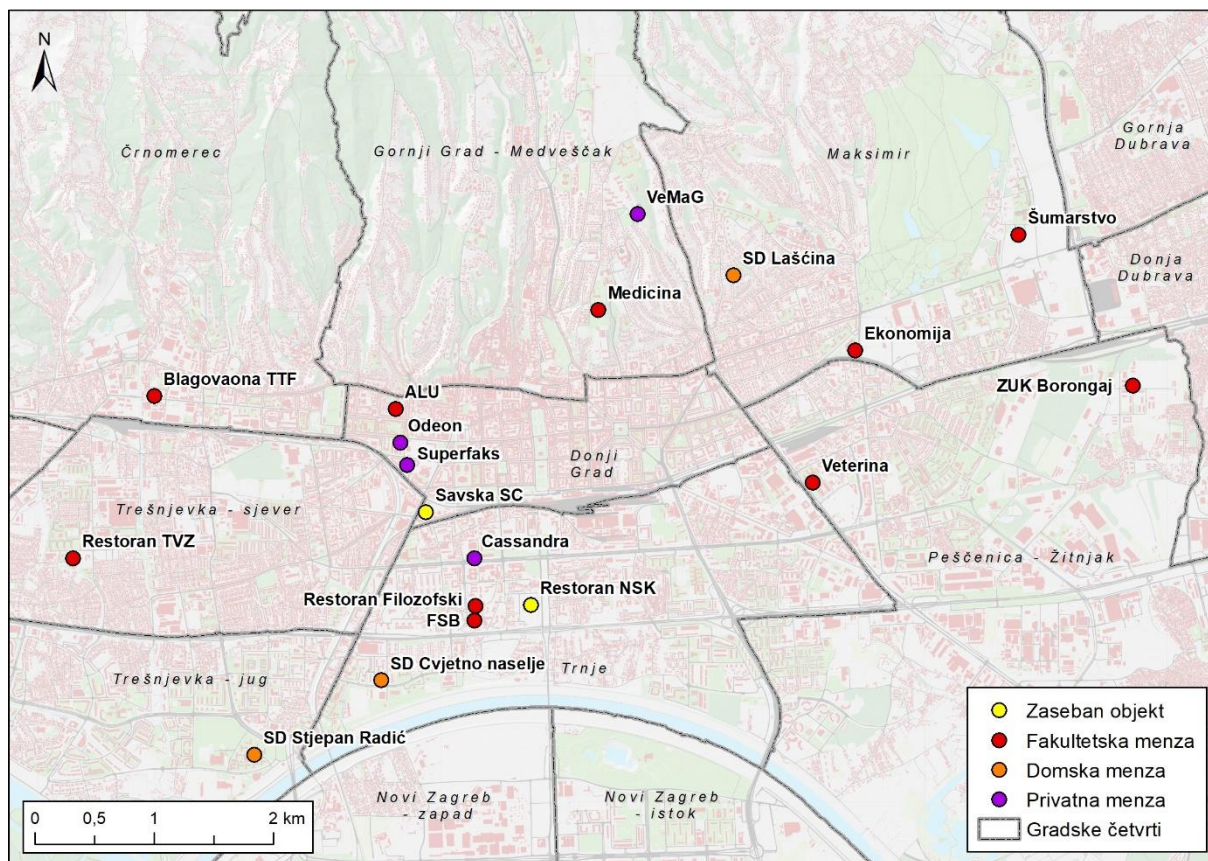 N
Črnomerec
Gornji Grad - Medveščak
Maksimir
Gornja
Dubrava
VeMaG
Šumarstvo
SD Lašćina
Donja
Dubrava
Medicina
Ekonomija
Blagovaona TTF
ALU
ZUK Borongaj
Odeon
Superfaks
Donji
Grad
Veterina
Savska SC
Trešnjevka - sjever
Restoran TVZ
Cassandra
Peščenica - Žitnjak
Restoran Filozofski
Restoran NSK
FSB
SD Cvjetno naselje
Trnje
Trešnjevka - jug
SD Stjepan Radić
Novi Zagreb
- zapad
Novi Zagreb
- istok
0 0,5 1 2 km
Zaseban objekt
Fakultetska menza
Domska menza
Privatna menza
Gradske četvrti